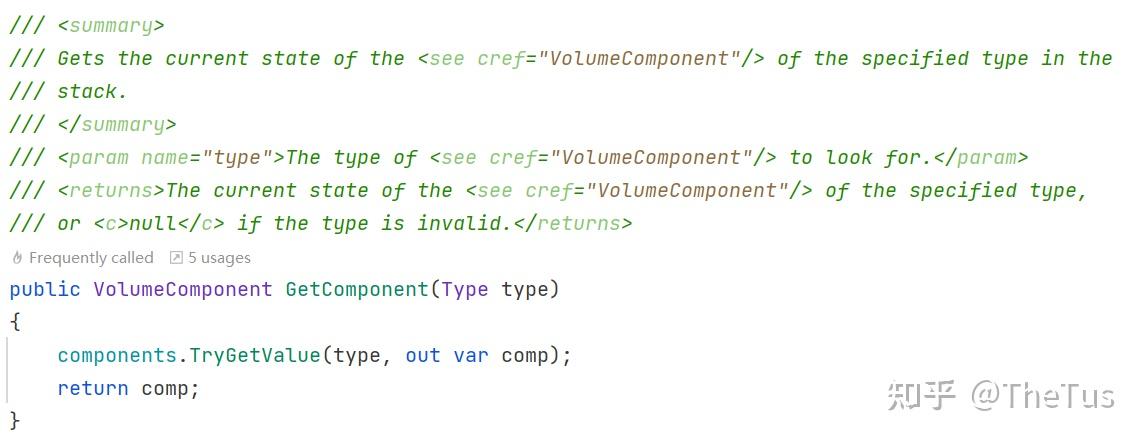 /// <summary>
/// Gets the current state of the <see cref="VolumeComponent"/> of the specified type in the
/// stack.
/// </summary>
/// <param name="type">The type of <see cref="VolumeComponent"/> to look for.</param>
/// <returns>The current state of the <see cref="VolumeComponent"/> of the specified type,
/// or <c>null</c> if the type is invalid.</returns>
Frequently called 5 usages
public VolumeComponent GetComponent(Type type)
{
    components.TryGetValue(type, out var comp);
    return comp;
}
知乎 @TheTus